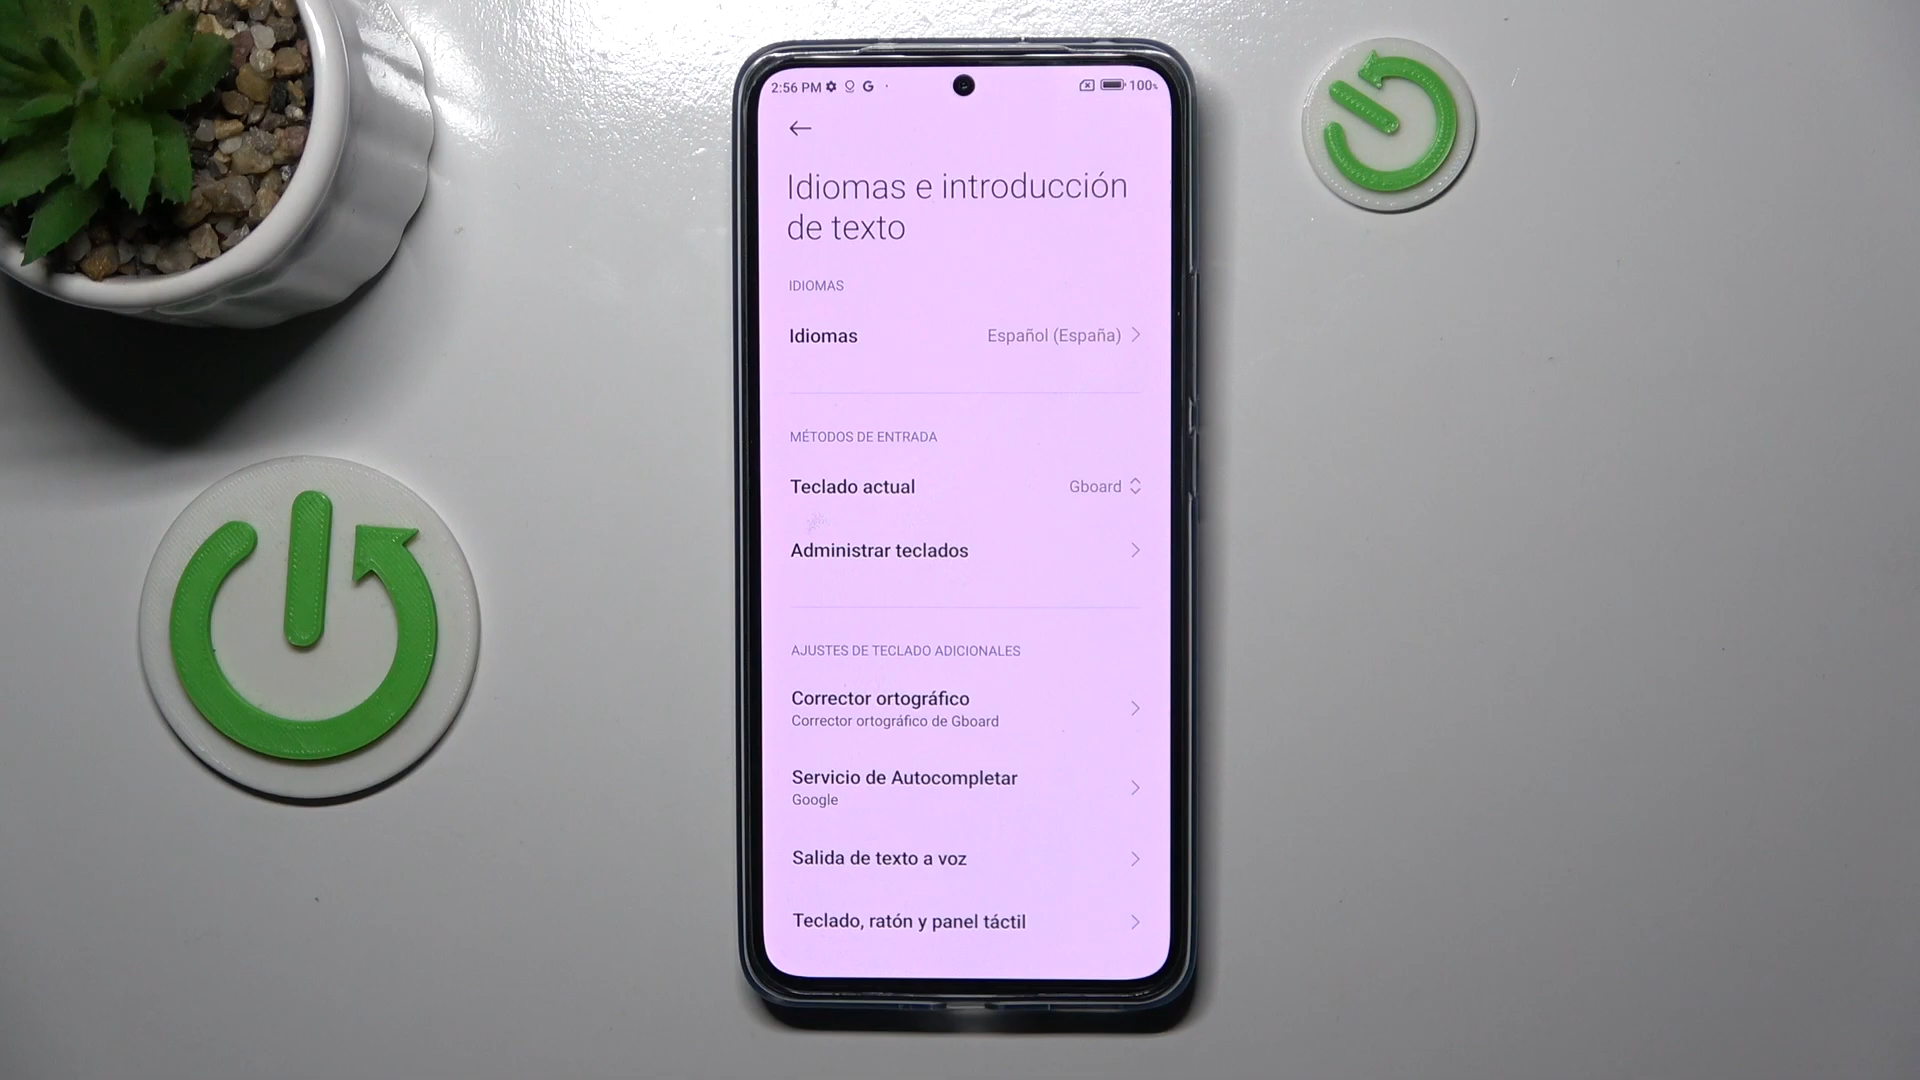 2:56 PM 100%
Idiomas e introducción
de texto
IDIOMAS
Idiomas Español (España)
MÉTODOS DE ENTRADA
Teclado actual Gboard
Administrar teclados
AJUSTES DE TECLADO ADICIONALES
Corrector ortográfico
Corrector ortográfico de Gboard
Servicio de Autocompletar
Google
Salida de texto a voz
Teclado, ratón y panel táctil